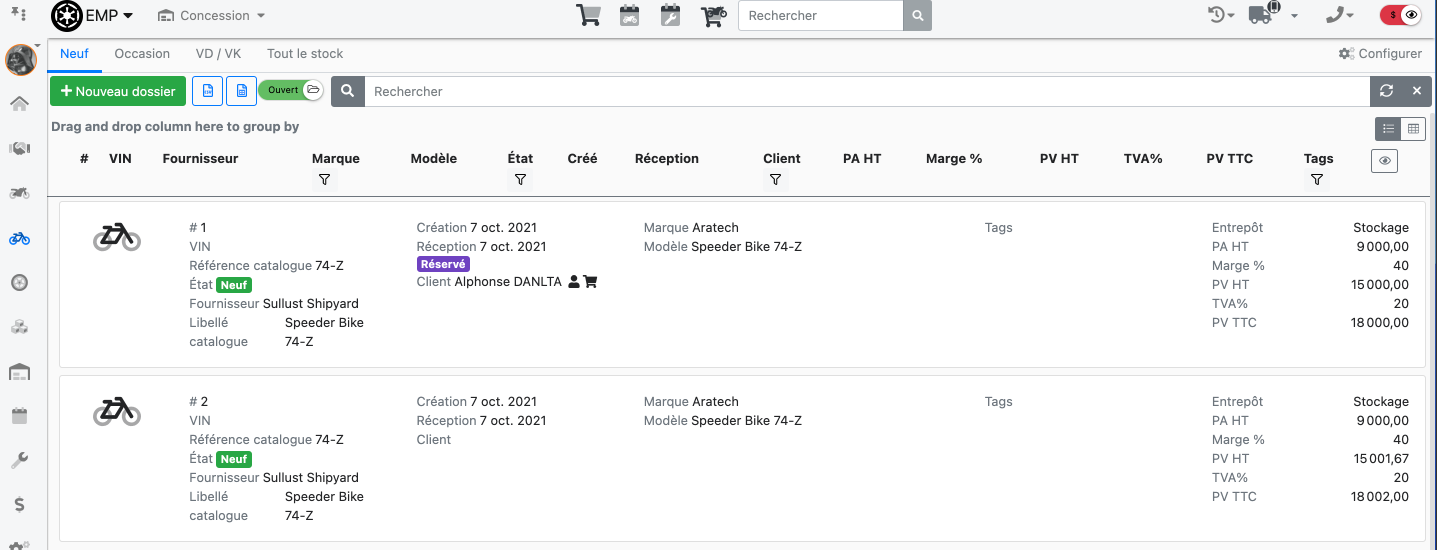 EMP Concession Rechercher $
Neuf Occasion VD / VK Tout le stock Configurer
+ Nouveau dossier Ouvert Rechercher
Drag and drop column here to group by
# VIN Fournisseur Marque Modèle État Créé Réception Client PA HT Marge % PV HT TVA% PV TTC Tags
# 1
VIN
Référence catalogue 74-Z
État Neuf
Fournisseur Sullust Shipyard
Libellé catalogue Speeder Bike 74-Z
Création 7 oct. 2021
Réception 7 oct. 2021
Réservé
Client Alphonse DANLTA
Marque Aratech
Modèle Speeder Bike 74-Z
Tags
Entrepôt Stockage
PA HT 9 000,00
Marge % 40
PV HT 15 000,00
TVA% 20
PV TTC 18 000,00
# 2
VIN
Référence catalogue 74-Z
État Neuf
Fournisseur Sullust Shipyard
Libellé catalogue Speeder Bike 74-Z
Création 7 oct. 2021
Réception 7 oct. 2021
Client
Marque Aratech
Modèle Speeder Bike 74-Z
Tags
Entrepôt Stockage
PA HT 9 000,00
Marge % 40
PV HT 15 001,67
TVA% 20
PV TTC 18 002,00